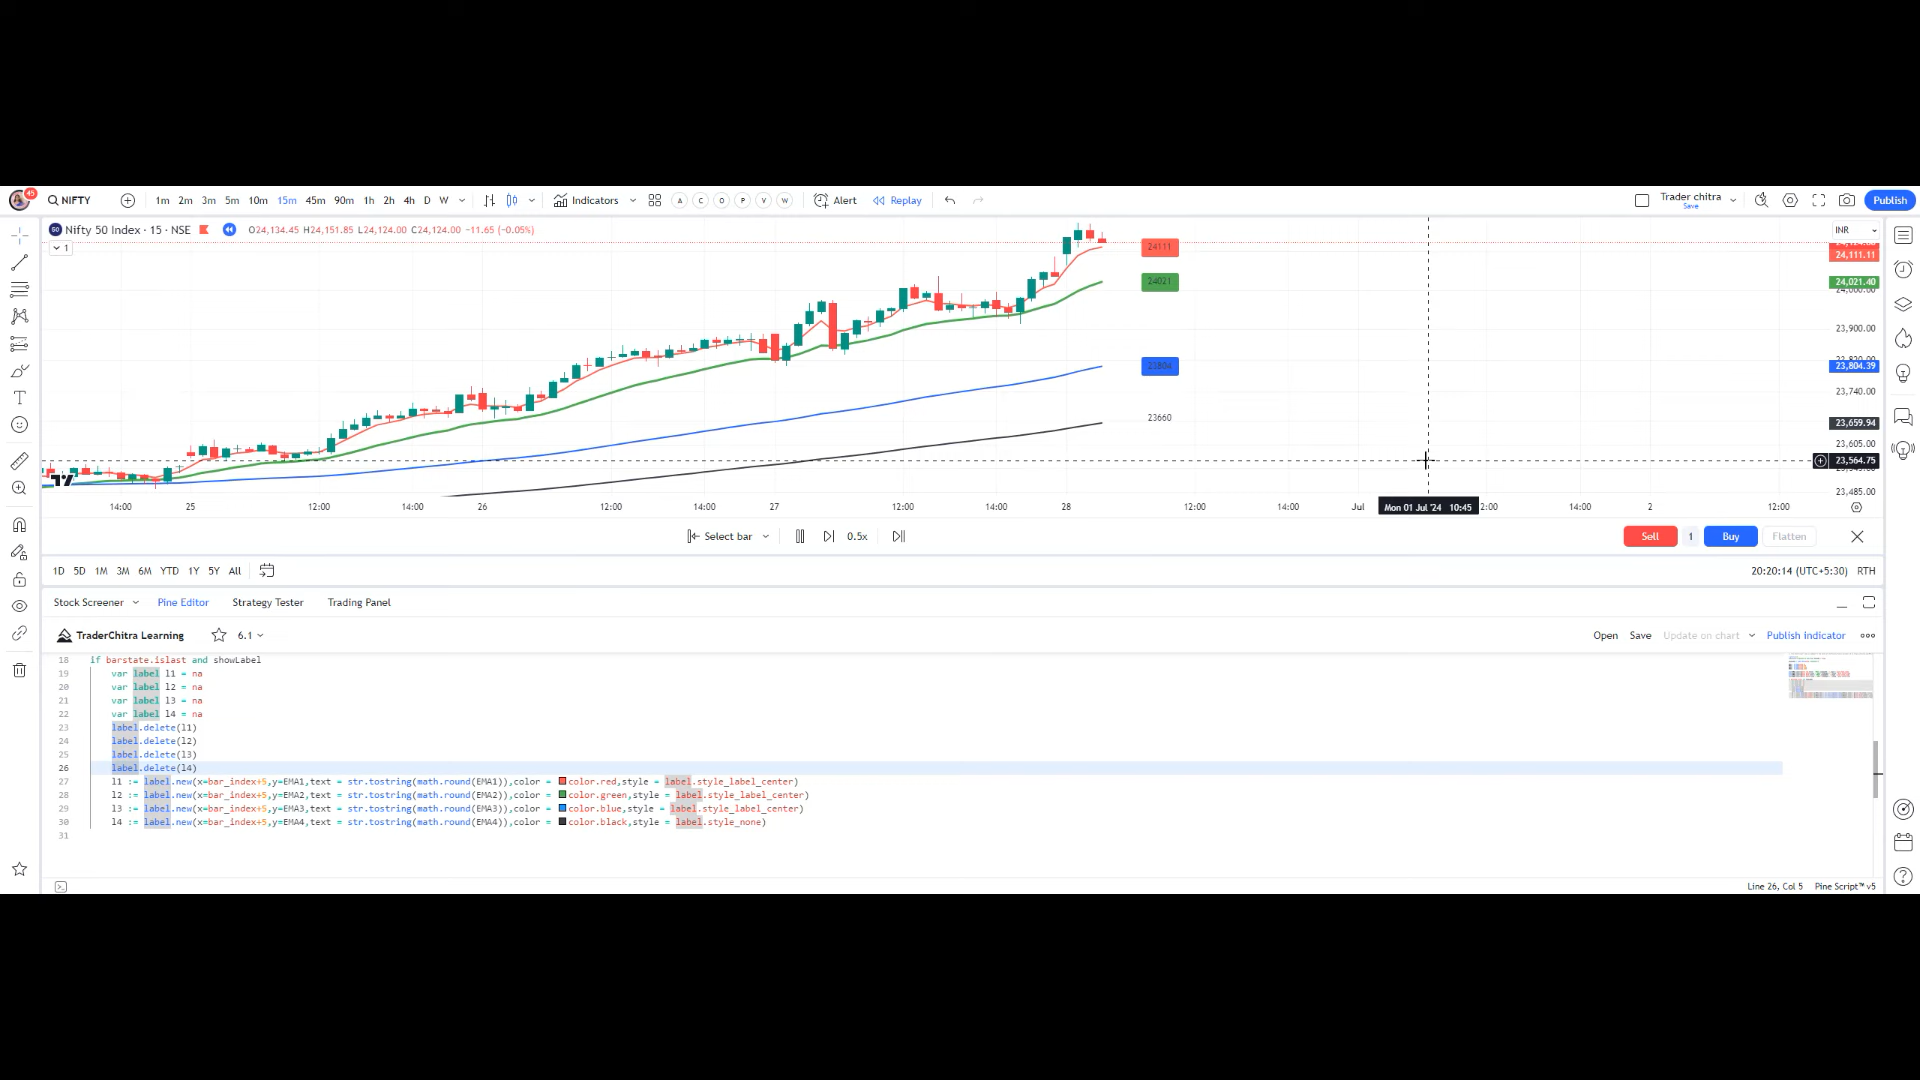 45
NIFTY 1m 2m 3m 5m 10m 15m 45m 90m 1h 2h 4h D W Indicators A C O P V W Alert Replay Trader chitra Save Publish
50 Nifty 50 Index · 15 · NSE O24,134.45 H24,151.85 L24,124.00 C24,124.00 −11.65 (−0.05%) INR
1
24111
24,111.11
24021
24,021.40
24,000.00
23,900.00
23804
23,804.39
23,740.00
23660
23,659.94
23,605.00
23,564.75
23,485.00
14:00 25 12:00 14:00 26 12:00 14:00 27 12:00 14:00 28 12:00 14:00 Jul Mon 01 Jul '24 10:45 2:00 14:00 2 12:00
Select bar 0.5x Sell 1 Buy Flatten
1D 5D 1M 3M 6M YTD 1Y 5Y All 20:20:14 (UTC+5:30) RTH
Stock Screener Pine Editor Strategy Tester Trading Panel
TraderChitra Learning 6.1 Open Save Update on chart Publish indicator
18 if barstate.islast and showLabel
19 var label l1 = na
20 var label l2 = na
21 var label l3 = na
22 var label l4 = na
23 label.delete(l1)
24 label.delete(l2)
25 label.delete(l3)
26 label.delete(l4)
27 l1 := label.new(x=bar_index+5,y=EMA1,text = str.tostring(math.round(EMA1)),color = color.red,style = label.style_label_center)
28 l2 := label.new(x=bar_index+5,y=EMA2,text = str.tostring(math.round(EMA2)),color = color.green,style = label.style_label_center)
29 l3 := label.new(x=bar_index+5,y=EMA3,text = str.tostring(math.round(EMA3)),color = color.blue,style = label.style_label_center)
30 l4 := label.new(x=bar_index+5,y=EMA4,text = str.tostring(math.round(EMA4)),color = color.black,style = label.style_none)
31
Line 26, Col 5 Pine Script™ v5